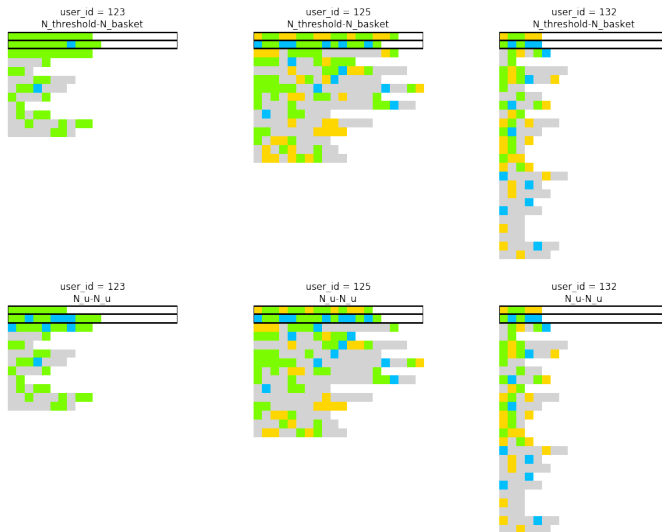 user_id = 123
N_threshold-N_basket
user_id = 125
N_threshold-N_basket
user_id = 132
N_threshold-N_basket
user_id = 123
N_u-N_u
user_id = 125
N_u-N_u
user_id = 132
N_u-N_u